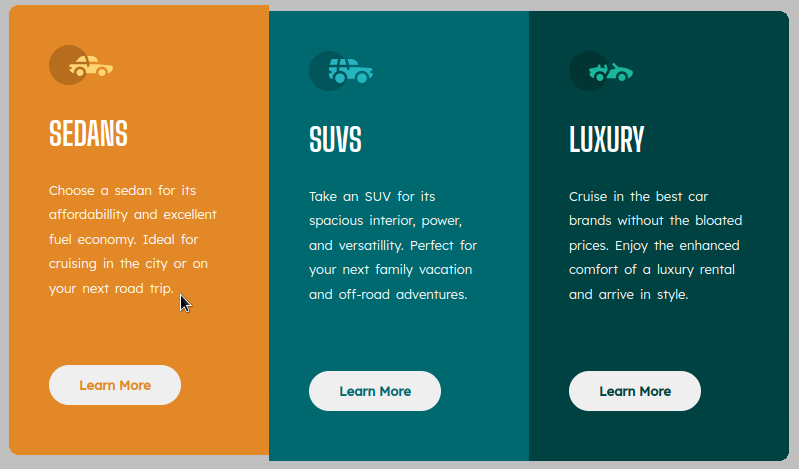 SEDANS
Choose a sedan for its
affordabillity and excellent
fuel economy. Ideal for
cruising in the city or on
your next road trip.
Learn More
SUVS
Take an SUV for its
spacious interior, power,
and versatillity. Perfect for
your next family vacation
and off-road adventures.
Learn More
LUXURY
Cruise in the best car
brands without the bloated
prices. Enjoy the enhanced
comfort of a luxury rental
and arrive in style.
Learn More